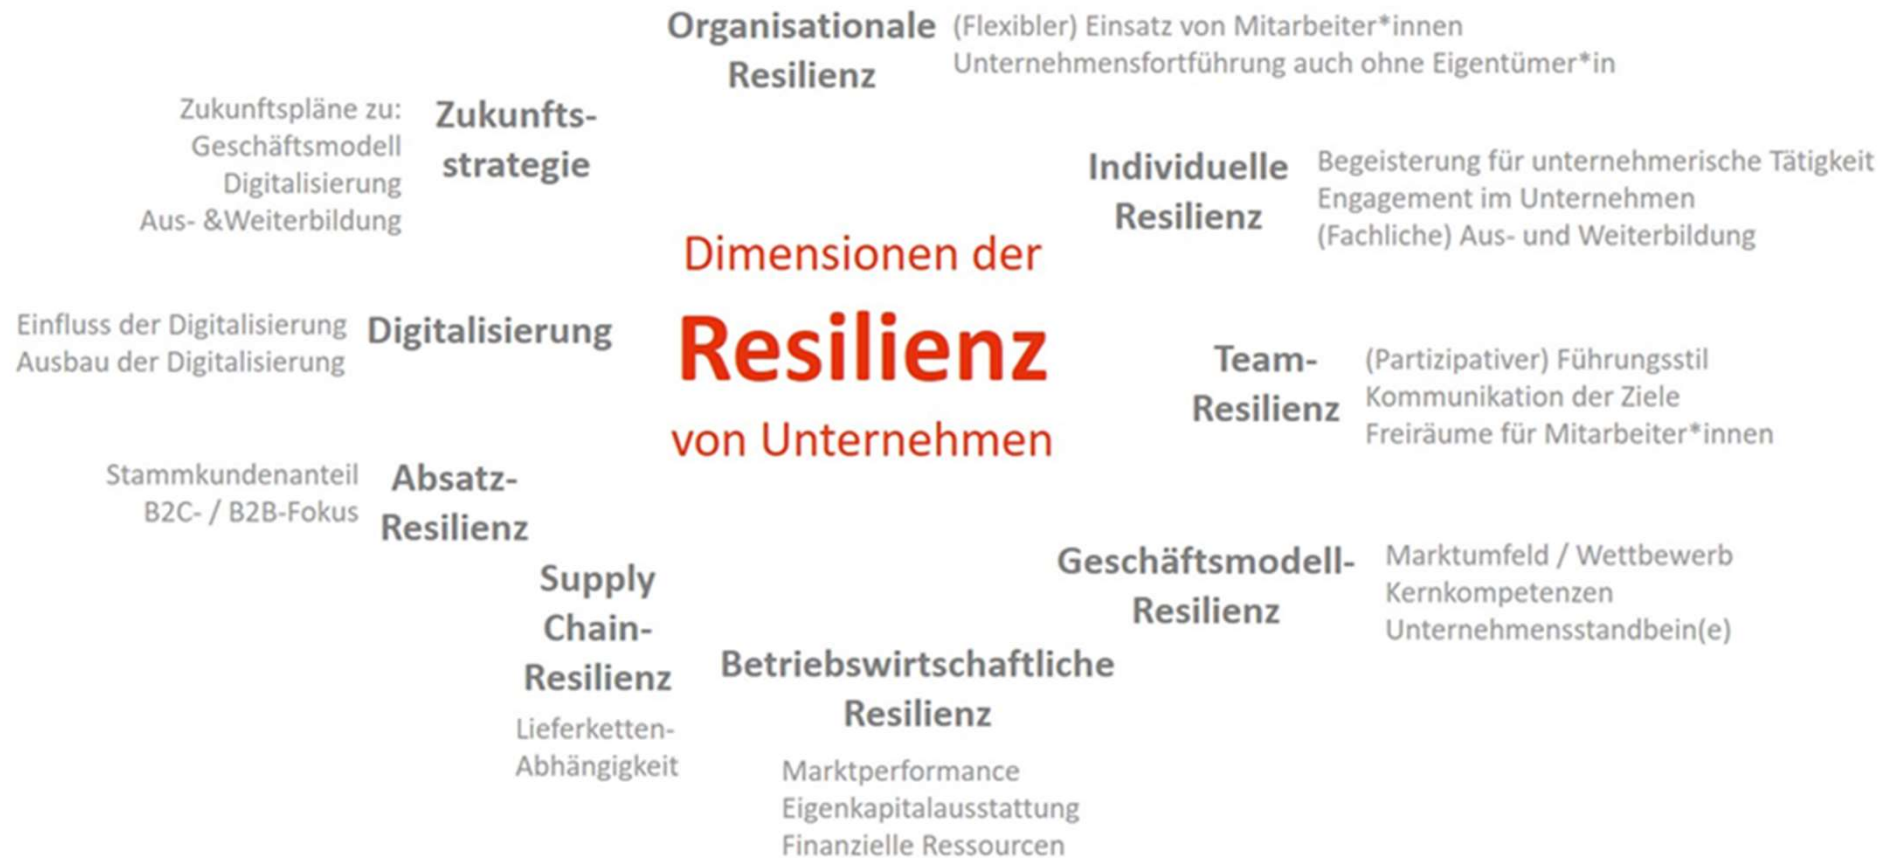 Organisationale
Resilienz
(Flexibler) Einsatz von Mitarbeiter*innen
Unternehmensfortführung auch ohne Eigentümer*in
Zukunftspläne zu:
Geschäftsmodell
Digitalisierung
Aus- &Weiterbildung
Zukunfts-
strategie
Individuelle
Resilienz
Begeisterung für unternehmerische Tätigkeit
Engagement im Unternehmen
(Fachliche) Aus- und Weiterbildung
Dimensionen der
Resilienz
von Unternehmen
Einfluss der Digitalisierung
Ausbau der Digitalisierung
Digitalisierung
Team-
Resilienz
(Partizipativer) Führungsstil
Kommunikation der Ziele
Freiräume für Mitarbeiter*innen
Stammkundenanteil
B2C- / B2B-Fokus
Absatz-
Resilienz
Geschäftsmodell-
Resilienz
Marktumfeld / Wettbewerb
Kernkompetenzen
Unternehmensstandbein(e)
Supply
Chain-
Resilienz
Lieferketten-
Abhängigkeit
Betriebswirtschaftliche
Resilienz
Marktperformance
Eigenkapitalausstattung
Finanzielle Ressourcen